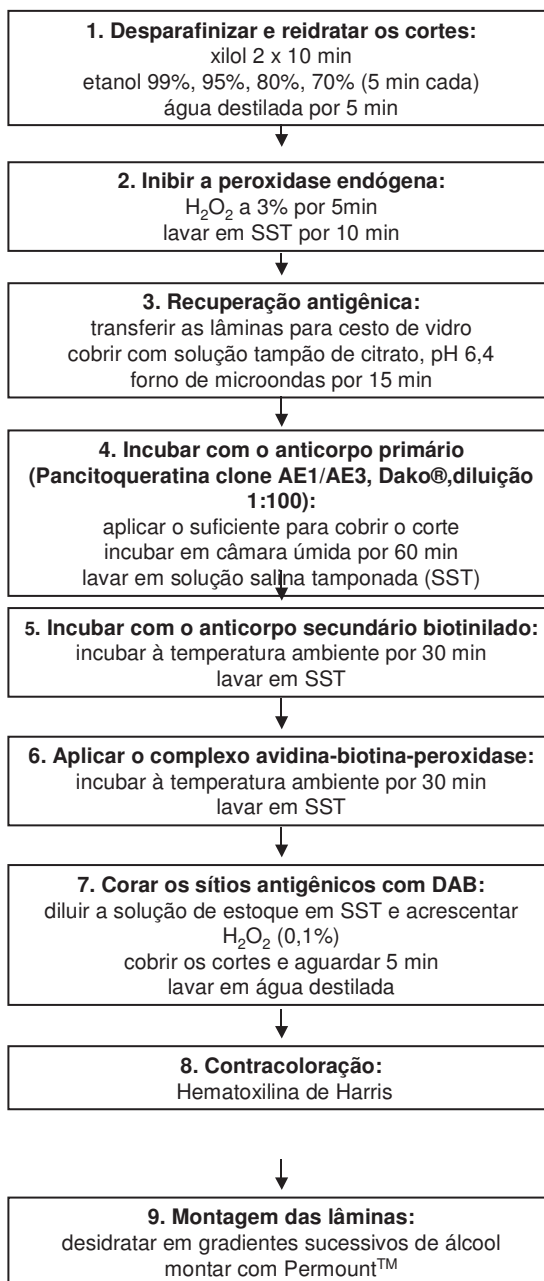 1. Desparafinizar e reidratar os cortes:
xilol 2 x 10 min
etanol 99%, 95%, 80%, 70% (5 min cada)
água destilada por 5 min
2. Inibir a peroxidase endógena:
H₂O₂ a 3% por 5min
lavar em SST por 10 min
3. Recuperação antigênica:
transferir as lâminas para cesto de vidro
cobrir com solução tampão de citrato, pH 6,4
forno de microondas por 15 min
4. Incubar com o anticorpo primário
(Pancitoqueratina clone AE1/AE3, Dako®,diluição
1:100):
aplicar o suficiente para cobrir o corte
incubar em câmara úmida por 60 min
lavar em solução salina tamponada (SST)
5. Incubar com o anticorpo secundário biotinilado:
incubar à temperatura ambiente por 30 min
lavar em SST
6. Aplicar o complexo avidina-biotina-peroxidase:
incubar à temperatura ambiente por 30 min
lavar em SST
7. Corar os sítios antigênicos com DAB:
diluir a solução de estoque em SST e acrescentar
H₂O₂ (0,1%)
cobrir os cortes e aguardar 5 min
lavar em água destilada
8. Contracoloração:
Hematoxilina de Harris
9. Montagem das lâminas:
desidratar em gradientes sucessivos de álcool
montar com Permount™